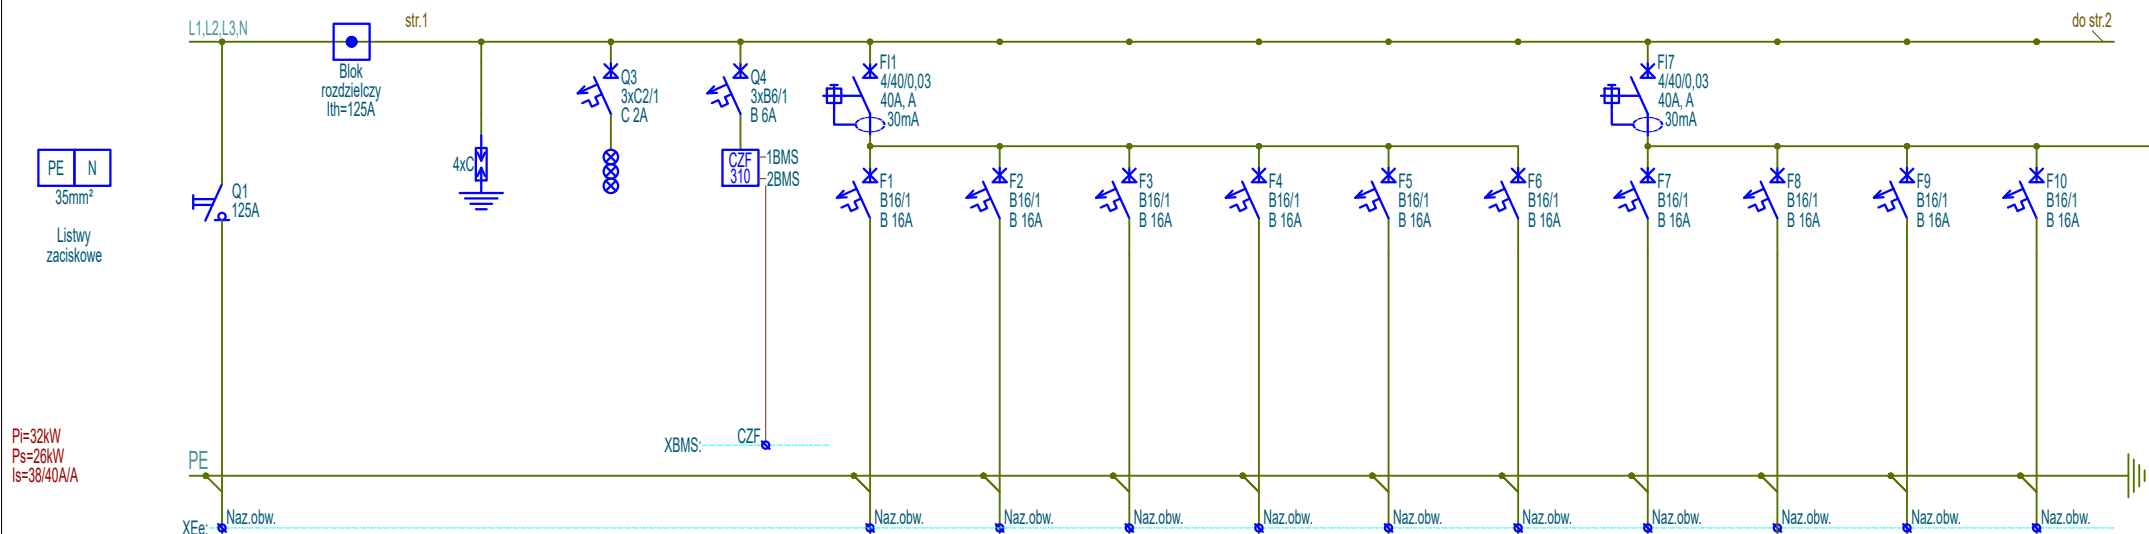 str.1
do str.2
L1,L2,L3,N
Blok
rozdzielczy
Ith=125A
Q3
3xC2/1
C 2A
Q4
3xB6/1
B 6A
FI1
4/40/0,03
40A, A
30mA
FI7
4/40/0,03
40A, A
30mA
PE
N
35mm²
Listwy
zaciskowe
Q1
125A
4xC
CZF
310
1BMS
2BMS
F1
B16/1
B 16A
F2
B16/1
B 16A
F3
B16/1
B 16A
F4
B16/1
B 16A
F5
B16/1
B 16A
F6
B16/1
B 16A
F7
B16/1
B 16A
F8
B16/1
B 16A
F9
B16/1
B 16A
F10
B16/1
B 16A
Pi=32kW
Ps=26kW
Is=38/40A/A
XBMS:
CZF
PE
XEe:
Naz.obw.
Naz.obw.
Naz.obw.
Naz.obw.
Naz.obw.
Naz.obw.
Naz.obw.
Naz.obw.
Naz.obw.
Naz.obw.
Naz.obw.